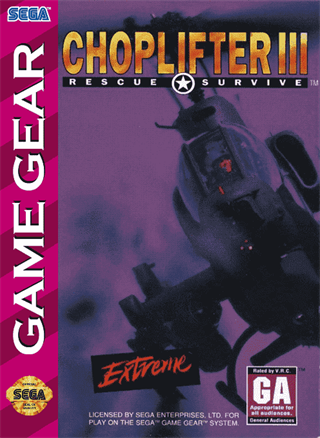 SEGA
CHOPLIFTER III
RESCUE SURVIVE
TM
GAME GEAR
Extreme
Rated by V.R.C.
TM
GA
Appropriate for
all audiences.
General Audiences
SEGA
LICENSED BY SEGA ENTERPRISES, LTD. FOR
PLAY ON THE SEGA™ GAME GEAR™ SYSTEM